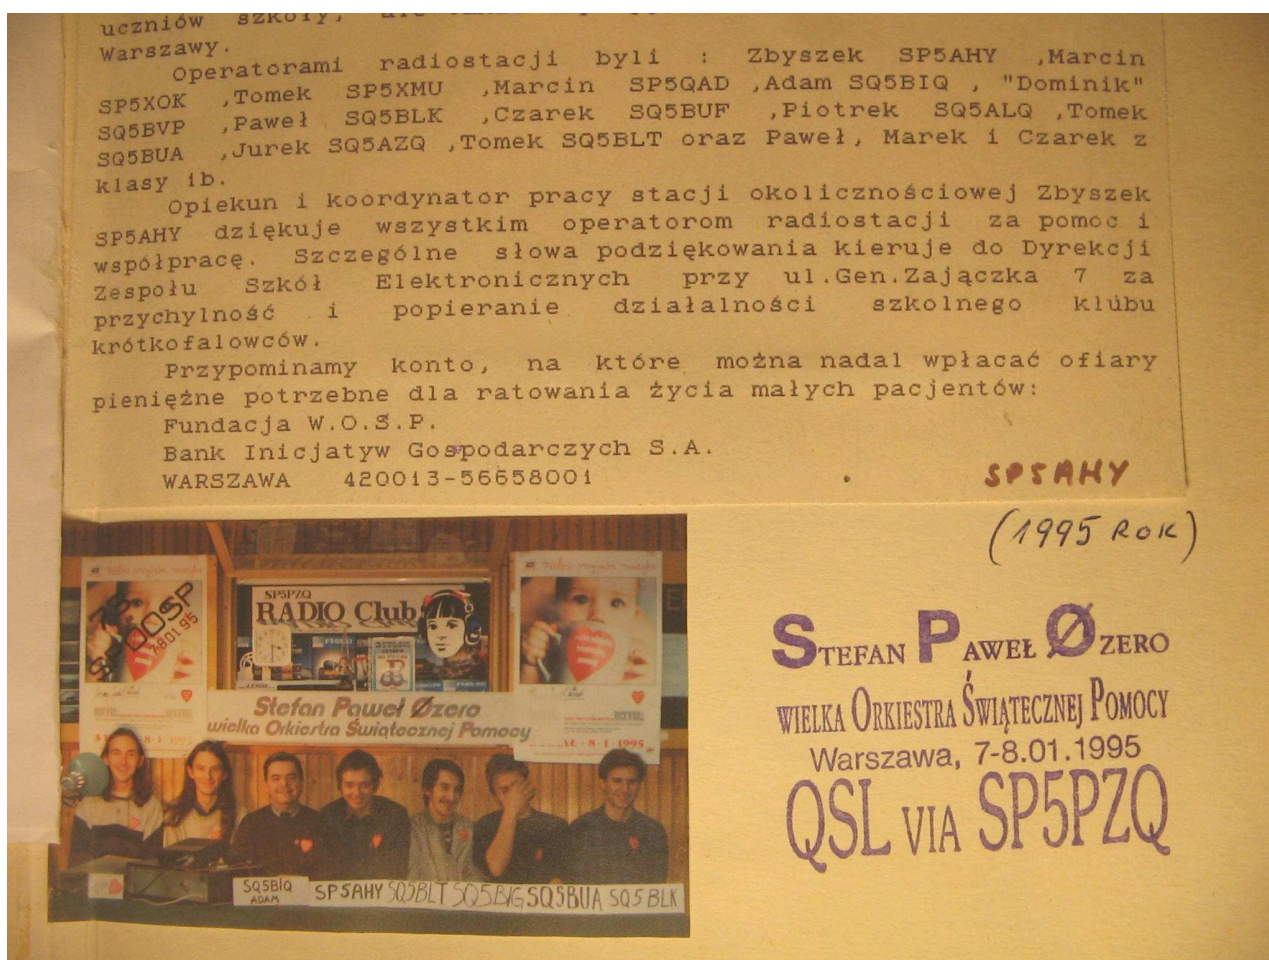 uczniów szkoły,
Warszawy.
Operatorami radiostacji byli : Zbyszek SP5AHY ,Marcin
SP5XOK ,Tomek SP5XMU ,Marcin SP5QAD ,Adam SQ5BIQ , "Dominik"
SQ5BVP ,Paweł SQ5BLK ,Czarek SQ5BUF ,Piotrek SQ5ALQ ,Tomek
SQ5BUA ,Jurek SQ5AZQ ,Tomek SQ5BLT oraz Paweł, Marek i Czarek z
klasy ib.
Opiekun i koordynator pracy stacji okolicznościowej Zbyszek
SP5AHY dziękuje wszystkim operatorom radiostacji za pomoc i
współpracę. Szczególne słowa podziękowania kieruje do Dyrekcji
Zespołu Szkół Elektronicznych przy ul.Gen.Zajączka 7 za
przychylność i popieranie działalności szkolnego klubu
krótkofalowców.
Przypominamy konto, na które można nadal wpłacać ofiary
pieniężne potrzebne dla ratowania życia małych pacjentów:
Fundacja W.O.S.P.
Bank Inicjatyw Gospodarczych S.A.
WARSZAWA 420013-56658001
SP5AHY
(1995 ROK)
SP5PZQ
RADIO Club
Stefan Paweł Øzero
wielka Orkiestra Świątecznej Pomocy
8-1-1995
SQ5BIQ
ADAM
SP5AHY SQ5BLT SQ5BIG SQ5BUA SQ5BLK
STEFAN PAWEŁ ØZERO
WIELKA ORKIESTRA ŚWIĄTECZNEJ POMOCY
Warszawa, 7-8.01.1995
QSL VIA SP5PZQ